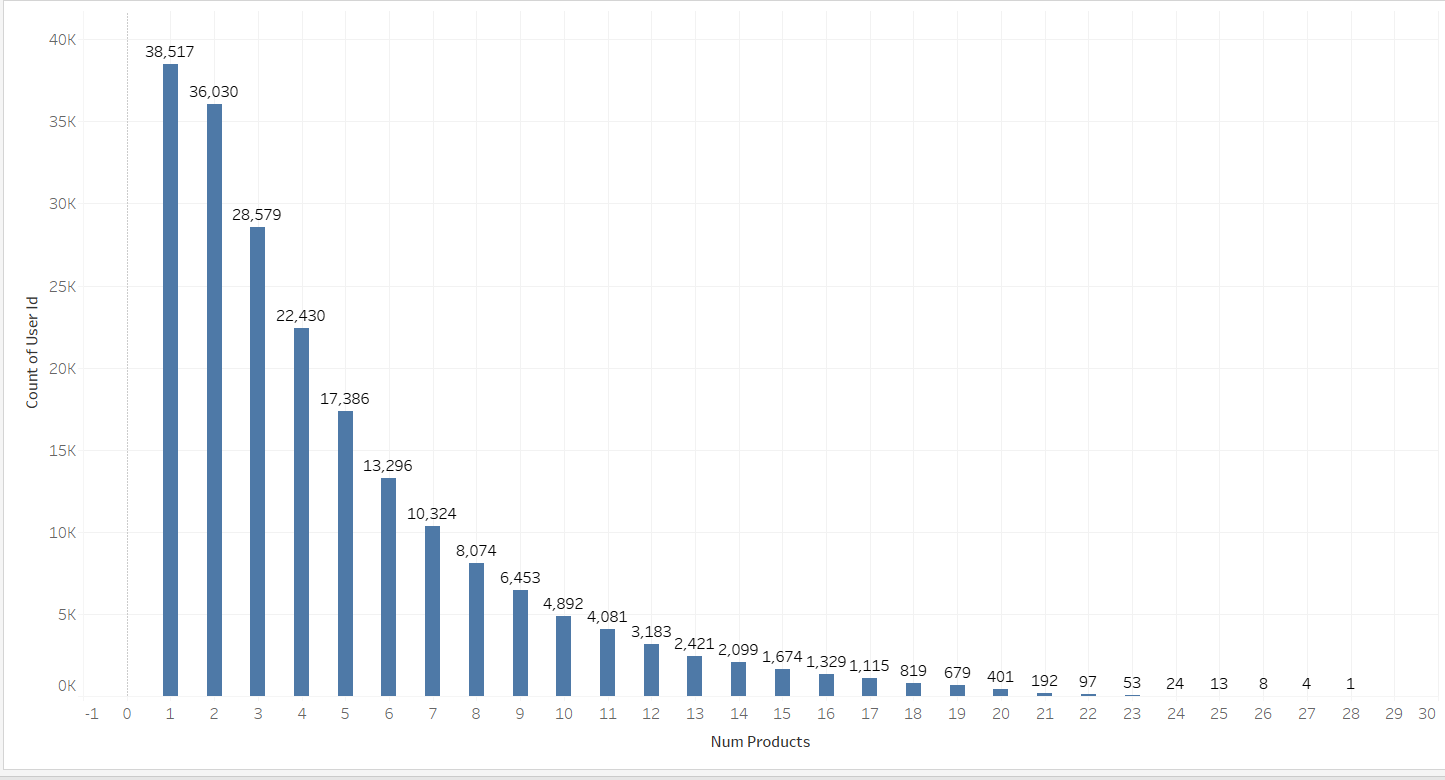 40K
38,517
36,030
35K
30K
28,579
25K
22,430
20K
17,386
15K
13,296
10,324
10K
8,074
6,453
5K
4,892
4,081
3,183
2,421
2,099
1,674
1,329
1,115
819
679
401
192
97
53
24
13
8
4
1
0K
Count of User Id
-1 0 1 2 3 4 5 6 7 8 9 10 11 12 13 14 15 16 17 18 19 20 21 22 23 24 25 26 27 28 29 30
Num Products